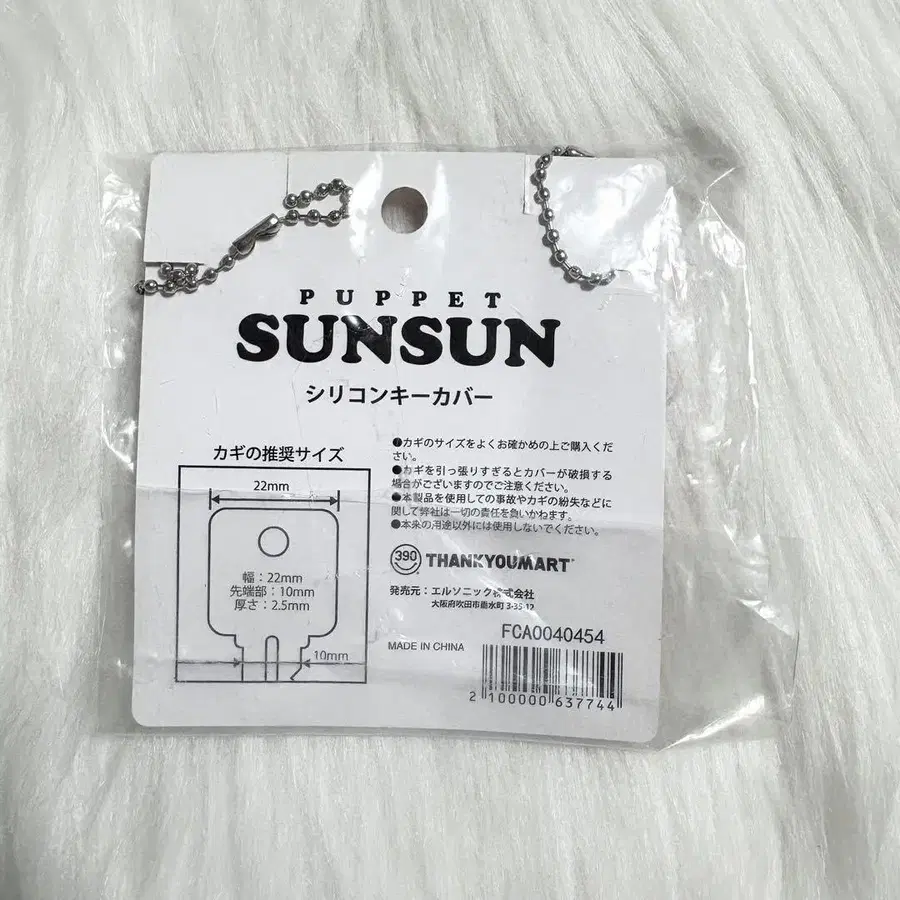 PUPPET
SUNSUN
シリコンキーカバー
カギの推奨サイズ
22mm
幅：22mm
先端部：10mm
厚さ：2.5mm
10mm
●カギのサイズをよくお確かめの上ご購入くだ
さい。
●カギを引っ張りすぎるとカバーが破損する
場合がございますのでご注意ください。
●本製品を使用しての事故やカギの紛失などに
関して弊社は一切の責任を負いかねます。
●本来の用途以外には使用しないでください。
390 THANKYOUMART
発売元：エルソニック株式会社
大阪府吹田市垂水町 3-35-12
FCA0040454
MADE IN CHINA
2 100000 637744